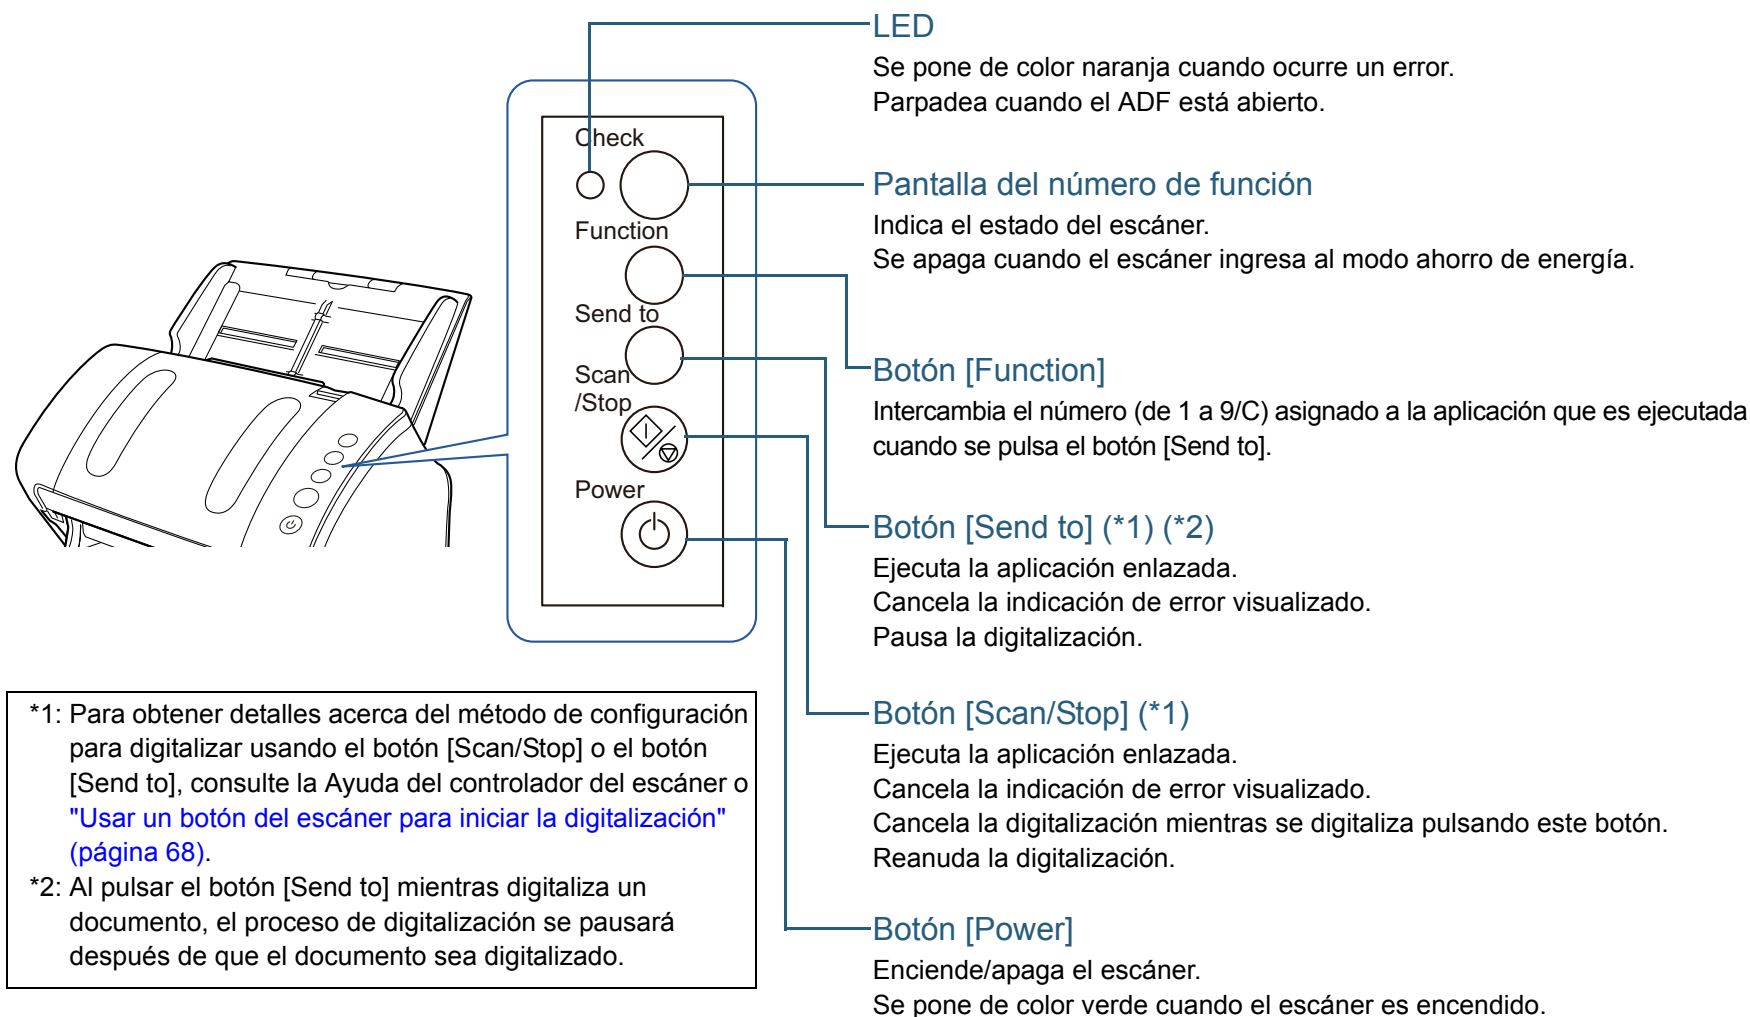 LED
Se pone de color naranja cuando ocurre un error.
Parpadea cuando el ADF está abierto.
Check
Pantalla del número de función
Indica el estado del escáner.
Se apaga cuando el escáner ingresa al modo ahorro de energía.
Function
Send to
Botón [Function]
Intercambia el número (de 1 a 9/C) asignado a la aplicación que es ejecutada
cuando se pulsa el botón [Send to].
Scan
/Stop
Power
Botón [Send to] (*1) (*2)
Ejecuta la aplicación enlazada.
Cancela la indicación de error visualizado.
Pausa la digitalización.
Botón [Scan/Stop] (*1)
Ejecuta la aplicación enlazada.
Cancela la indicación de error visualizado.
Cancela la digitalización mientras se digitaliza pulsando este botón.
Reanuda la digitalización.
Botón [Power]
Enciende/apaga el escáner.
Se pone de color verde cuando el escáner es encendido.
*1: Para obtener detalles acerca del método de configuración
para digitalizar usando el botón [Scan/Stop] o el botón
[Send to], consulte la Ayuda del controlador del escáner o
"Usar un botón del escáner para iniciar la digitalización"
(página 68).
*2: Al pulsar el botón [Send to] mientras digitaliza un
documento, el proceso de digitalización se pausará
después de que el documento sea digitalizado.